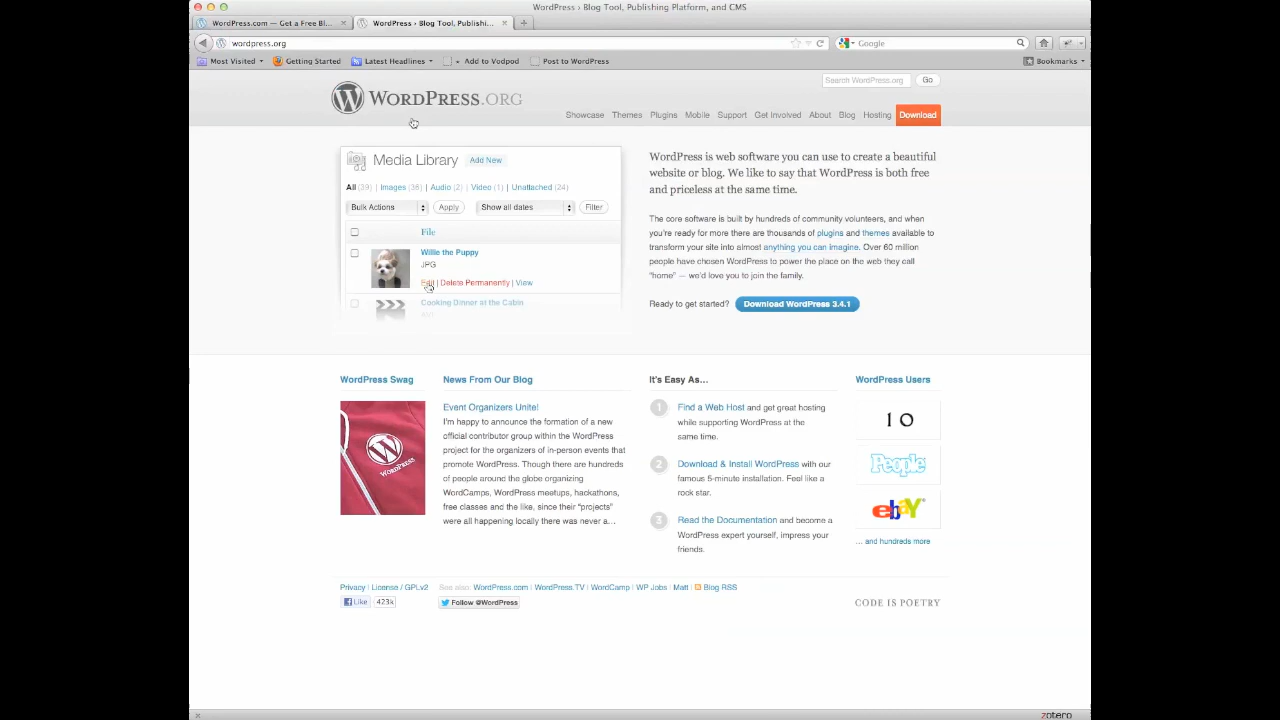 WordPress › Blog Tool, Publishing Platform, and CMS
WordPress.com — Get a Free Bl...
WordPress › Blog Tool, Publishi...
wordpress.org
Google
Most Visited
Getting Started
Latest Headlines
Add to Vodpod
Post to WordPress
Bookmarks
WORDPRESS.ORG
Search WordPress.org
Go
Showcase Themes Plugins Mobile Support Get Involved About Blog Hosting Download
Media Library Add New
All (39) | Images (36) | Audio (2) | Video (1) | Unattached (24)
Bulk Actions Apply Show all dates Filter
File
Willie the Puppy
JPG
Edit | Delete Permanently | View
Cooking Dinner at the Cabin
WordPress is web software you can use to create a beautiful
website or blog. We like to say that WordPress is both free
and priceless at the same time.
The core software is built by hundreds of community volunteers, and when
you're ready for more there are thousands of plugins and themes available to
transform your site into almost anything you can imagine. Over 60 million
people have chosen WordPress to power the place on the web they call
“home” — we'd love you to join the family.
Ready to get started? Download WordPress 3.4.1
WordPress Swag
WORDPRESS
News From Our Blog
Event Organizers Unite!
I'm happy to announce the formation of a new
official contributor group within the WordPress
project for the organizers of in-person events that
promote WordPress. Though there are hundreds
of people around the globe organizing
WordCamps, WordPress meetups, hackathons,
free classes and the like, since their “projects”
were all happening locally there was never a...
It's Easy As…
1 Find a Web Host and get great hosting
while supporting WordPress at the
same time.
2 Download & Install WordPress with our
famous 5-minute installation. Feel like a
rock star.
3 Read the Documentation and become a
WordPress expert yourself, impress your
friends.
WordPress Users
10
People
ebay
... and hundreds more
Privacy | License / GPLv2 See also: WordPress.com | WordPress.TV | WordCamp | WP Jobs | Matt | Blog RSS
Like 423k Follow @WordPress
CODE IS POETRY
zotero